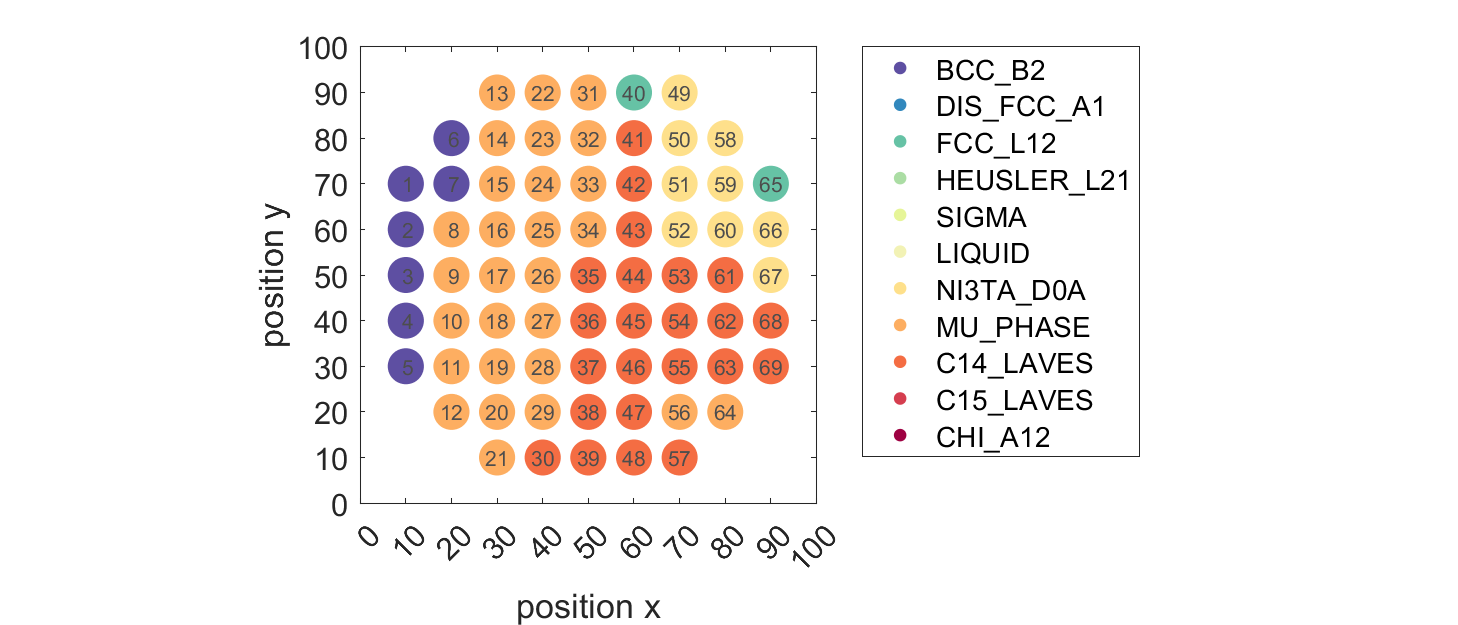 100
90 13 22 31 40 49
80 6 14 23 32 41 50 58
70 1 7 15 24 33 42 51 59 65
60 2 8 16 25 34 43 52 60 66
50 3 9 17 26 35 44 53 61 67
40 4 10 18 27 36 45 54 62 68
30 5 11 19 28 37 46 55 63 69
20 12 20 29 38 47 56 64
10 21 30 39 48 57
0
position y
0 10 20 30 40 50 60 70 80 90 100
position x
BCC_B2
DIS_FCC_A1
FCC_L12
HEUSLER_L21
SIGMA
LIQUID
NI3TA_D0A
MU_PHASE
C14_LAVES
C15_LAVES
CHI_A12